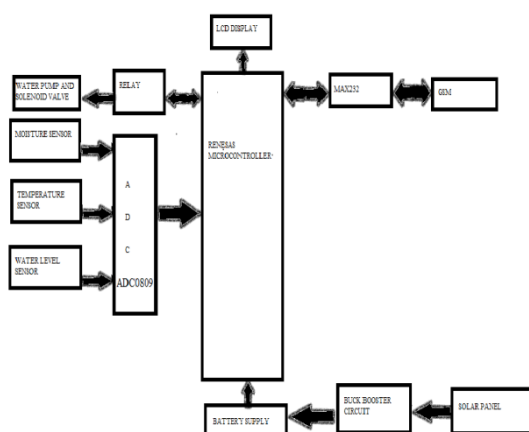 LCD DISPLAY
WATER PUMP AND
SOLENOID VALVE
RELAY
MAX232
GSM
MOISTURE SENSOR
RENESAS
MICROCONTROLLER
TEMPERATURE
SENSOR
A
D
C
ADC0809
WATER LEVEL
SENSOR
BATTERY SUPPLY
BUCK BOOSTER
CIRCUIT
SOLAR PANEL